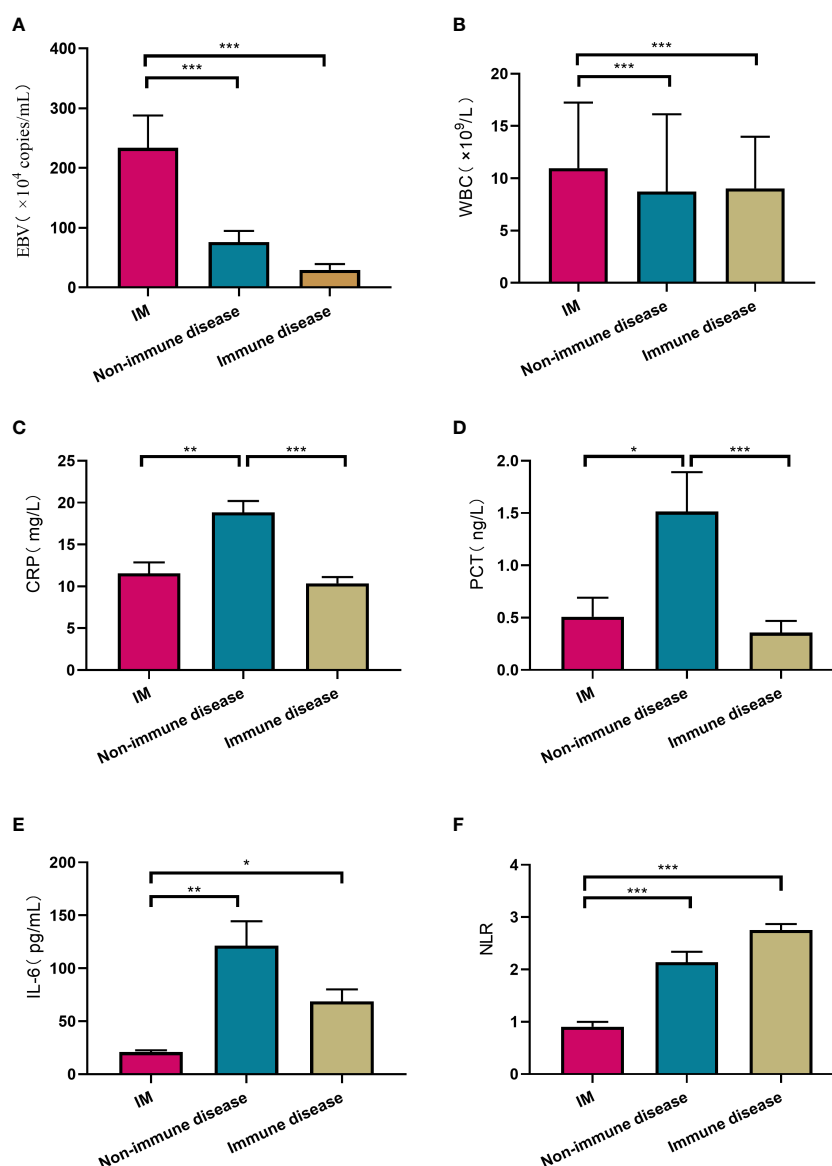 A
***
***
EBV( ×10⁴ copies/mL)
400
300
200
100
0
IM
Non-immune disease
Immune disease
B
***
***
WBC( ×10⁹/L)
20
15
10
5
0
IM
Non-immune disease
Immune disease
C
**
***
CRP( mg/L)
25
20
15
10
5
0
IM
Non-immune disease
Immune disease
D
*
***
PCT( ng/L)
2.0
1.5
1.0
0.5
0.0
IM
Non-immune disease
Immune disease
E
*
**
IL-6( pg/mL)
200
150
100
50
0
IM
Non-immune disease
Immune disease
F
***
***
NLR
4
3
2
1
0
IM
Non-immune disease
Immune disease